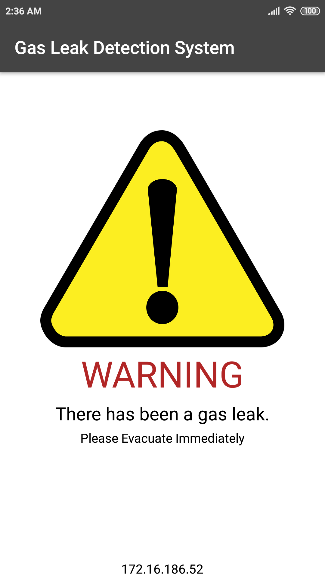 2:36 AM
100
Gas Leak Detection System
WARNING
There has been a gas leak.
Please Evacuate Immediately
172.16.186.52